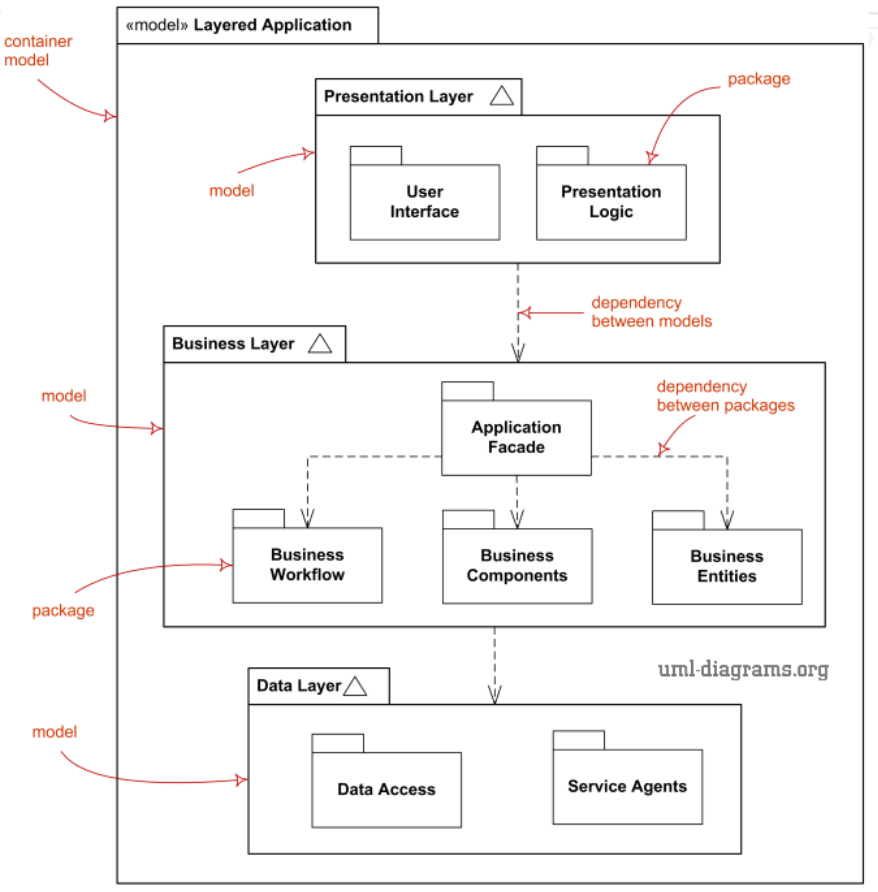 «model» Layered Application
container
model
Presentation Layer
package
model
User
Interface
Presentation
Logic
dependency
between models
Business Layer
model
dependency
between packages
Application
Facade
Business
Workflow
Business
Components
Business
Entities
package
uml-diagrams.org
Data Layer
model
Data Access
Service Agents